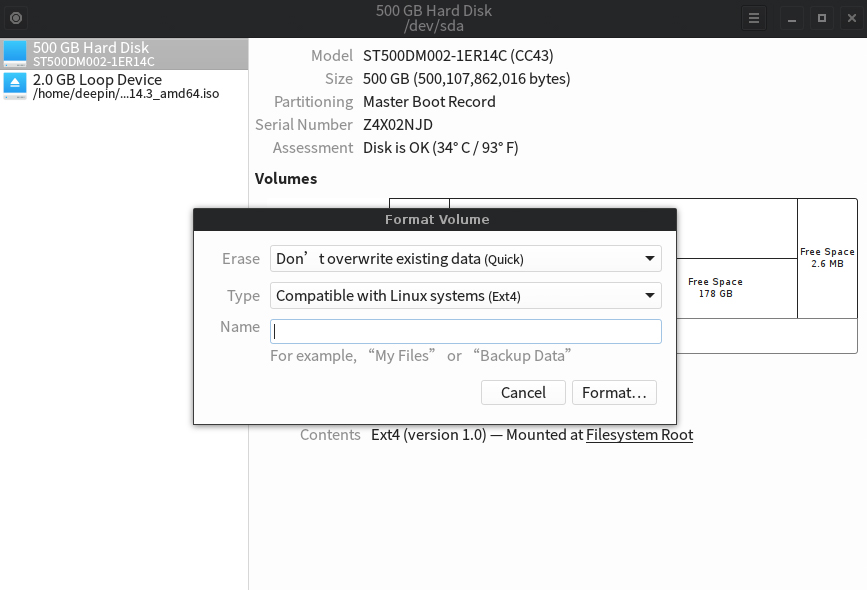 500 GB Hard Disk
/dev/sda
500 GB Hard Disk
ST500DM002-1ER14C
2.0 GB Loop Device
/home/deepin/...14.3_amd64.iso
Model ST500DM002-1ER14C (CC43)
Size 500 GB (500,107,862,016 bytes)
Partitioning Master Boot Record
Serial Number Z4X02NJD
Assessment Disk is OK (34° C / 93° F)
Volumes
Free Space
2.6 MB
Free Space
178 GB
Format Volume
Erase Don’t overwrite existing data (Quick)
Type Compatible with Linux systems (Ext4)
Name
For example, “My Files” or “Backup Data”
Cancel Format…
Contents Ext4 (version 1.0) — Mounted at Filesystem Root